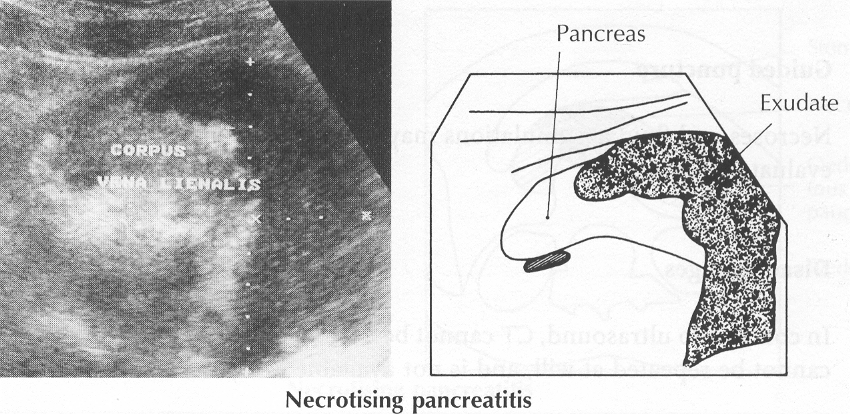 CORPUS
VENA LIENALIS
Pancreas
Exudate
Necrotising pancreatitis